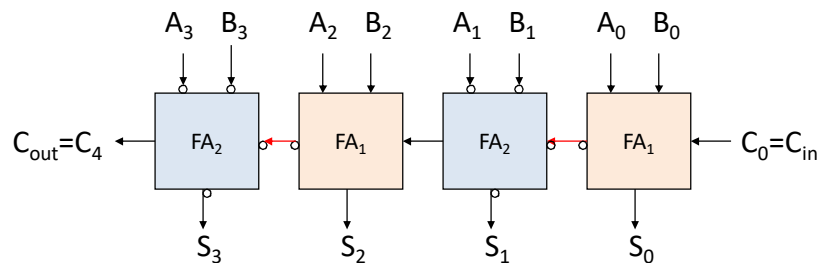 A3 B3 A2 B2 A1 B1 A0 B0
Cout=C4 FA2 FA1 FA2 FA1 C0=Cin
S3 S2 S1 S0